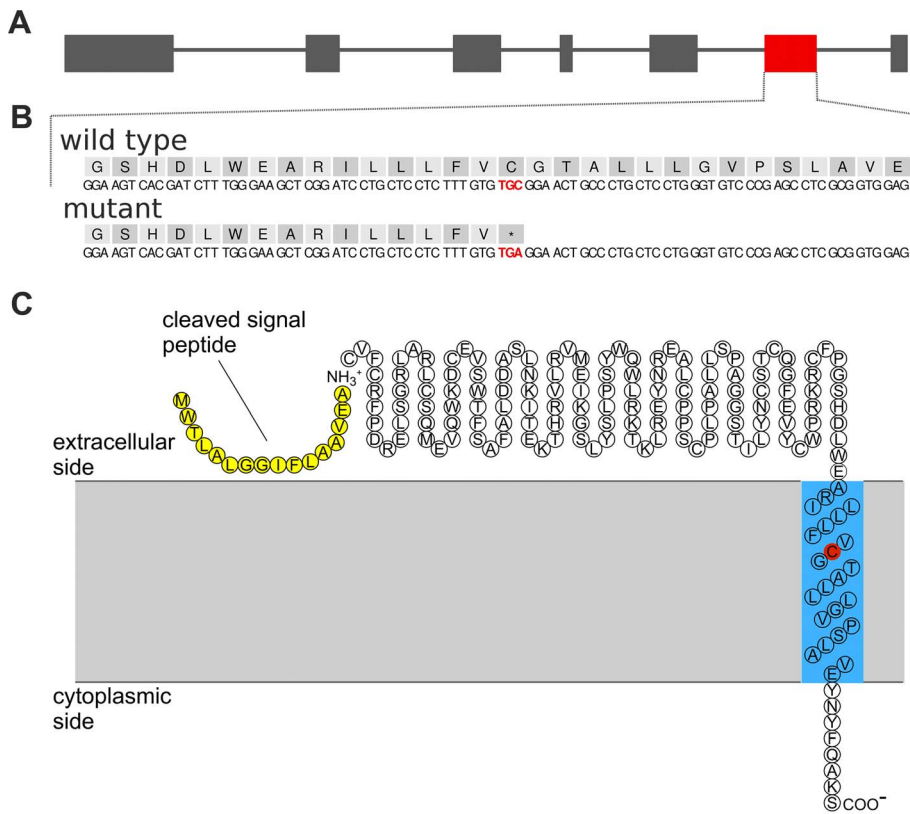 A
B
wild type
G S H D L W E A R I L L L F V C G T A L L L G V P S L A V E
GGA AGT CAC GAT CTT TGG GAA GCT CGG ATC CTG CTC CTC TTT GTG TGC GGA ACT GCC CTG CTC CTG GGT GTC CCG AGC CTC GCG GTG GAG
mutant
G S H D L W E A R I L L L F V *
GGA AGT CAC GAT CTT TGG GAA GCT CGG ATC CTG CTC CTC TTT GTG TGA GGA ACT GCC CTG CTC CTG GGT GTC CCG AGC CTC GCG GTG GAG
C
cleaved signal
peptide
NH₃⁺
M W T L A L G G I F L A A V E A
extracellular
side
G S H D L W E A
R I
L L L F
V C G
T A L L
L G V
P S L A
V E
Y N Y F Q A K S
COO⁻
cytoplasmic
side